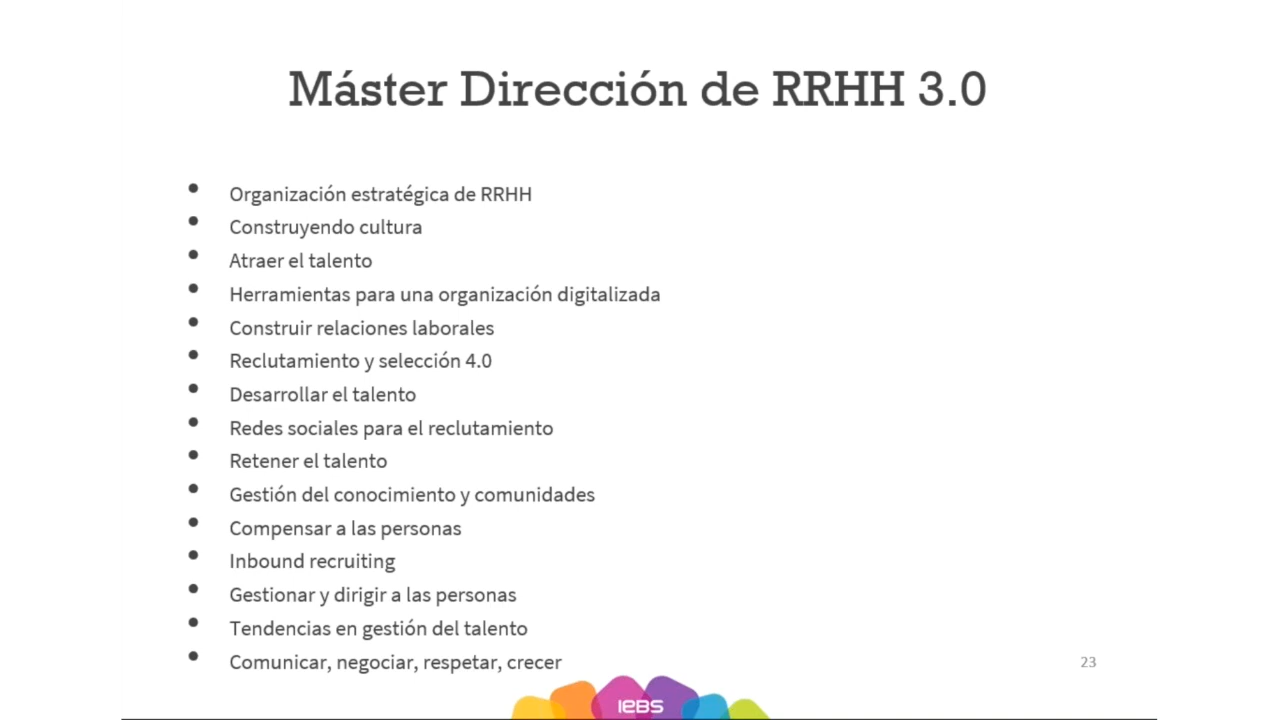 Máster Dirección de RRHH 3.0
• Organización estratégica de RRHH
• Construyendo cultura
• Atraer el talento
• Herramientas para una organización digitalizada
• Construir relaciones laborales
• Reclutamiento y selección 4.0
• Desarrollar el talento
• Redes sociales para el reclutamiento
• Retener el talento
• Gestión del conocimiento y comunidades
• Compensar a las personas
• Inbound recruiting
• Gestionar y dirigir a las personas
• Tendencias en gestión del talento
• Comunicar, negociar, respetar, crecer
23
IEBS